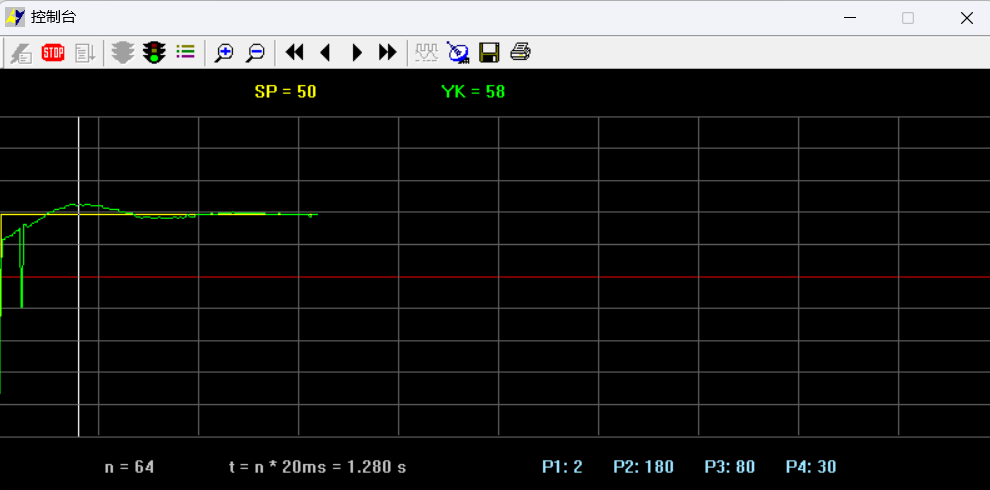 控制台
STOP
SP = 50 YK = 58
n = 64 t = n * 20ms = 1.280 s P1: 2 P2: 180 P3: 80 P4: 30